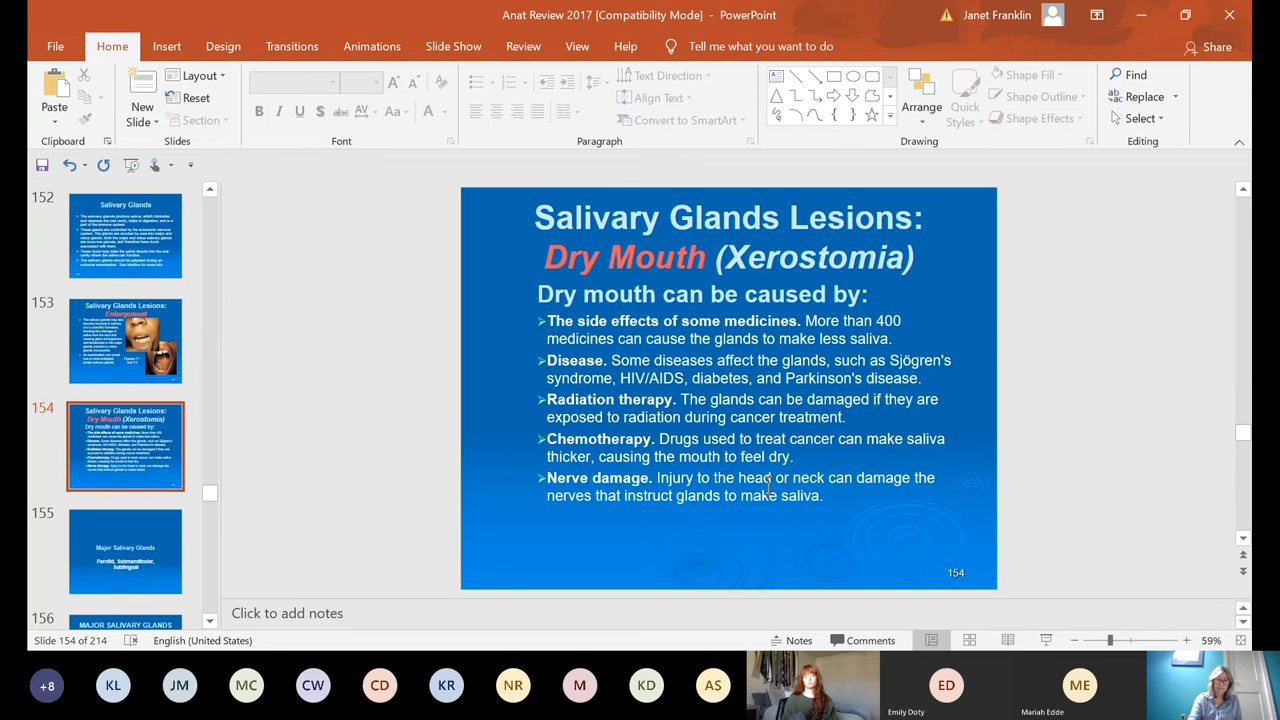 Anat Review 2017 [Compatibility Mode] - PowerPoint
Janet Franklin
File Home Insert Design Transitions Animations Slide Show Review View Help Tell me what you want to do
Share
Paste
New Slide
Layout
Reset
Section
B I U S abc AV Aa A
Text Direction
Align Text
Convert to SmartArt
Arrange
Quick Styles
Shape Fill
Shape Outline
Shape Effects
Find
Replace
Select
Clipboard Slides Font Paragraph Drawing Editing
152
Salivary Glands
153
Salivary Glands Lesions:
Enlargement
154
Salivary Glands Lesions:
Dry Mouth (Xerostomia)
Dry mouth can be caused by:
155
Major Salivary Glands
Parotid, Submandibular,
Sublingual
156
MAJOR SALIVARY GLANDS
Salivary Glands Lesions:
Dry Mouth (Xerostomia)
Dry mouth can be caused by:
The side effects of some medicines. More than 400
medicines can cause the glands to make less saliva.
Disease. Some diseases affect the glands, such as Sjögren's
syndrome, HIV/AIDS, diabetes, and Parkinson's disease.
Radiation therapy. The glands can be damaged if they are
exposed to radiation during cancer treatment.
Chemotherapy. Drugs used to treat cancer can make saliva
thicker, causing the mouth to feel dry.
Nerve damage. Injury to the head or neck can damage the
nerves that instruct glands to make saliva.
154
Click to add notes
Slide 154 of 214 English (United States) Notes Comments 59%
+8 KL JM MC CW CD KR NR M KD AS ED ME
Emily Doty Mariah Edde